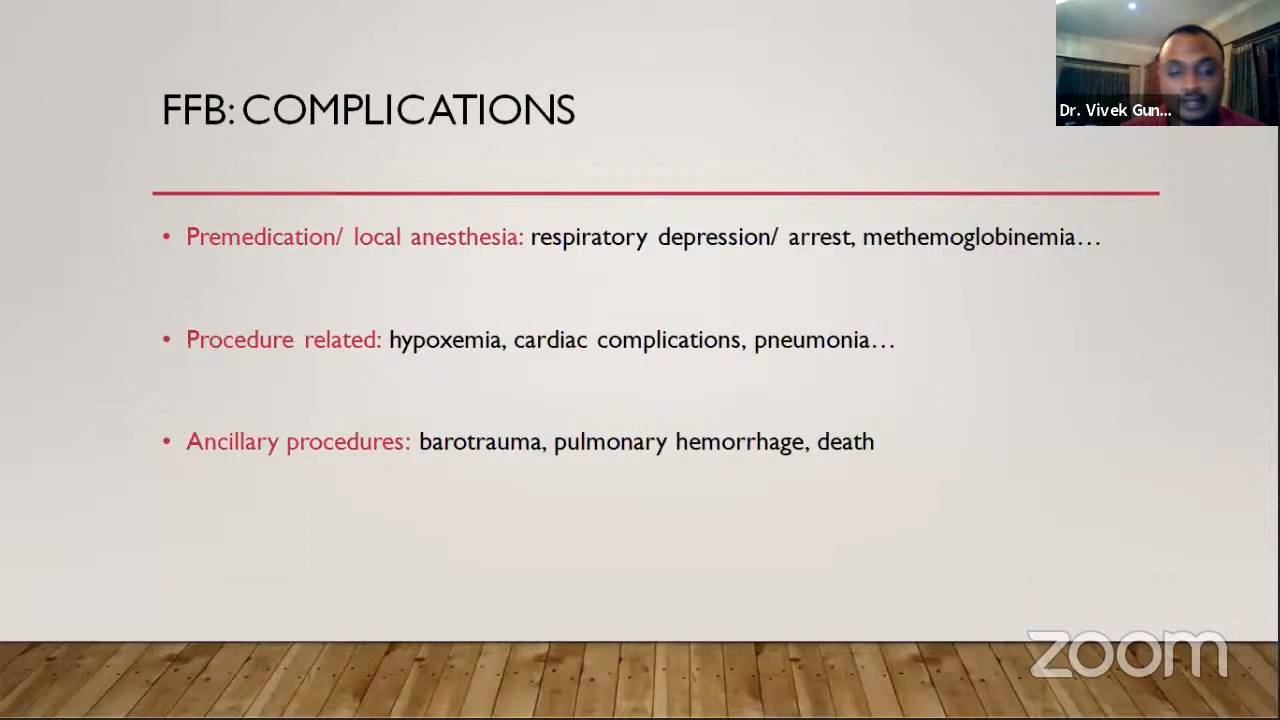 FFB: COMPLICATIONS
Dr. Vivek Gun...
• Premedication/ local anesthesia: respiratory depression/ arrest, methemoglobinemia…
• Procedure related: hypoxemia, cardiac complications, pneumonia…
• Ancillary procedures: barotrauma, pulmonary hemorrhage, death
zoom